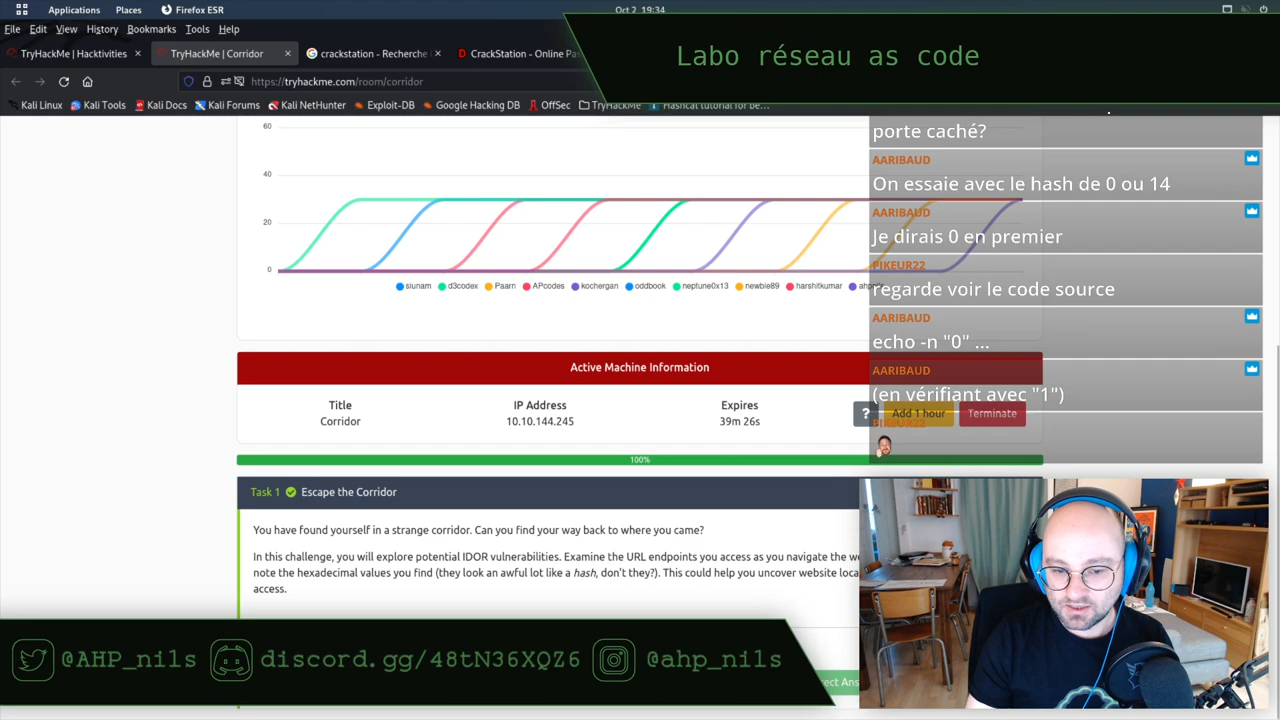 Applications
Places
Firefox ESR
Oct 2 19:34
File Edit View History Bookmarks Tools Help
TryHackMe | Hacktivities
TryHackMe | Corridor
crackstation - Recherche
CrackStation - Online Pa
Labo réseau as code
https://tryhackme.com/room/corridor
Kali Linux
Kali Tools
Kali Docs
Kali Forums
Kali NetHunter
Exploit-DB
Google Hacking DB
OffSec
TryHackMe
Hashcat tutorial for be...
60
40
20
0
siunam d3codex Paarn APcodes kochergan oddbook neptune0x13 newbie89 harshitkumar
porte caché?
AARIBAUD
On essaie avec le hash de 0 ou 14
AARIBAUD
Je dirais 0 en premier
PIKEUR22
regarde voir le code source
AARIBAUD
echo -n "0" ...
AARIBAUD
(en vérifiant avec "1")
PIKEUR22
Active Machine Information
Title
Corridor
IP Address
10.10.144.245
Expires
39m 26s
?
Add 1 hour
Terminate
100%
Task 1
Escape the Corridor
You have found yourself in a strange corridor. Can you find your way back to where you came?
In this challenge, you will explore potential IDOR vulnerabilities. Examine the URL endpoints you access as you navigate the we
note the hexadecimal values you find (they look an awful lot like a hash, don't they?). This could help you uncover website loca
access.
rect Ans
@AHP_nils
discord.gg/48tN36XQZ6
@ahp_nils